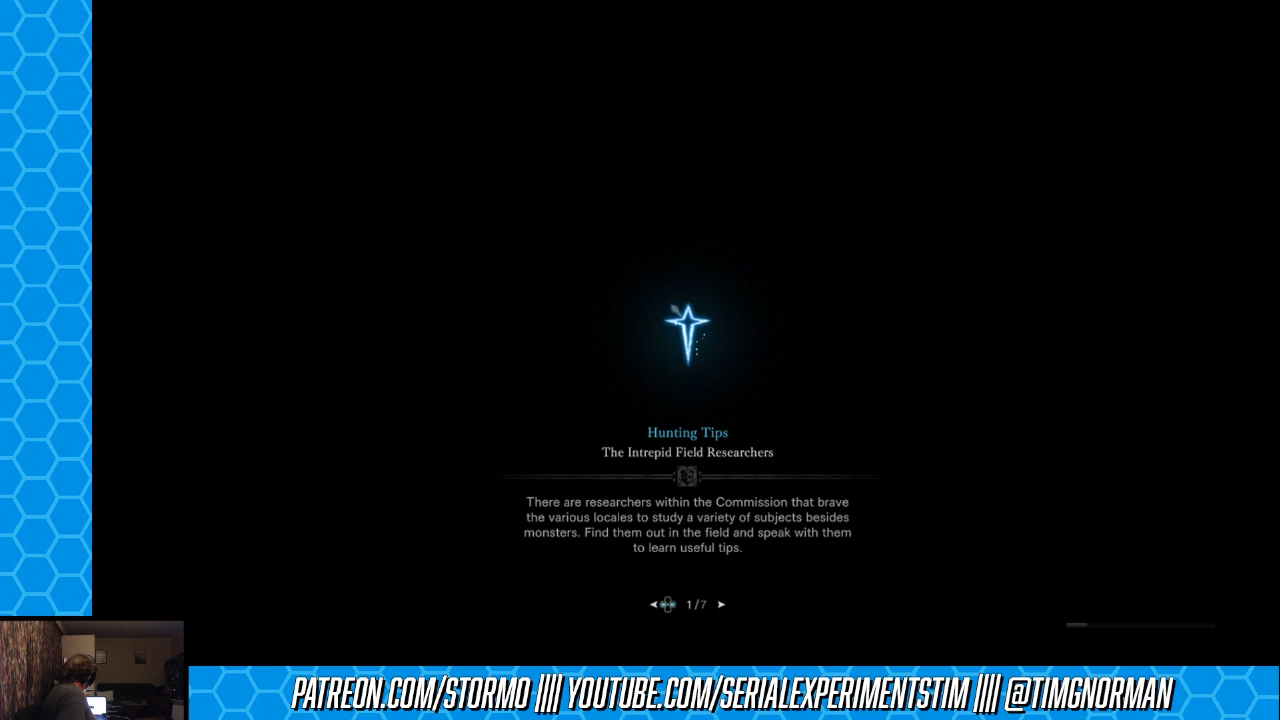 Hunting Tips
The Intrepid Field Researchers
There are researchers within the Commission that brave
the various locales to study a variety of subjects besides
monsters. Find them out in the field and speak with them
to learn useful tips.
1/7
PATREON.COM/STORMO |||| YOUTUBE.COM/SERIALEXPERIMENTSTIM |||| @TIMGNORMAN